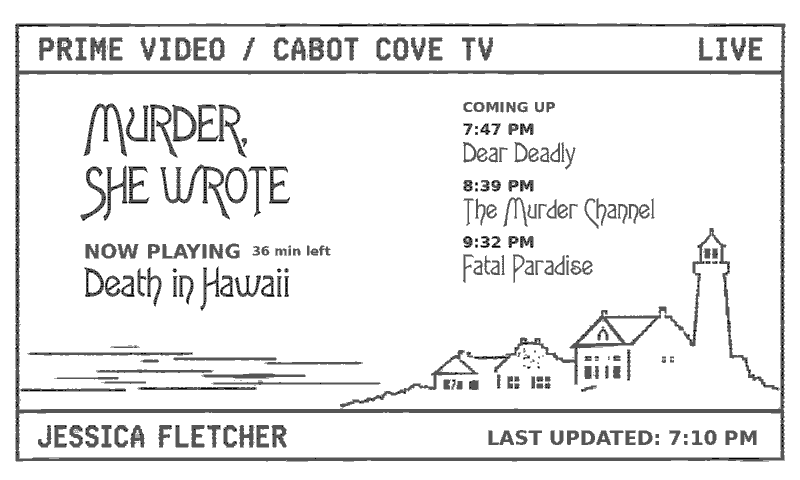 PRIME VIDEO / CABOT COVE TV
LIVE
MURDER,
SHE WROTE
NOW PLAYING 36 min left
Death in Hawaii
COMING UP
7:47 PM
Dear Deadly
8:39 PM
The Murder Channel
9:32 PM
Fatal Paradise
JESSICA FLETCHER
LAST UPDATED: 7:10 PM